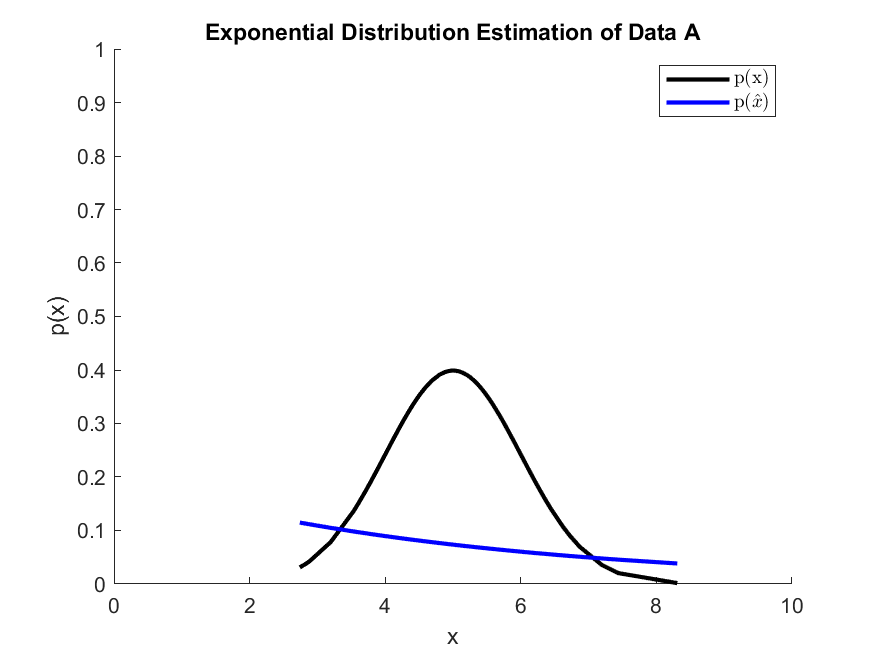 Exponential Distribution Estimation of Data A
p(x)
p(x̂)
1
0.9
0.8
0.7
0.6
0.5
0.4
0.3
0.2
0.1
0
p(x)
0 2 4 6 8 10
x